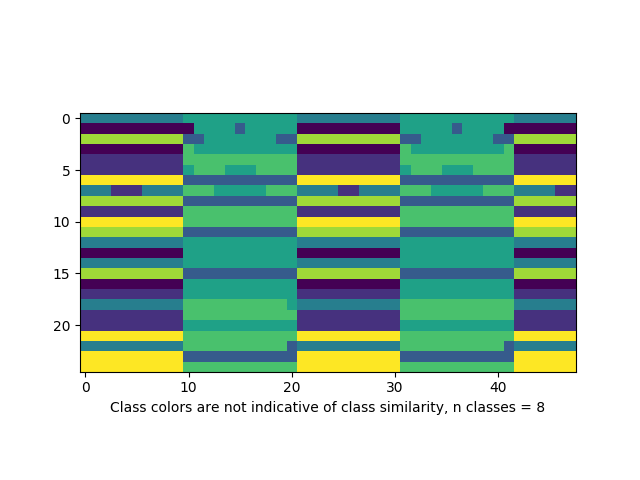 0
5
10
15
20
0 10 20 30 40
Class colors are not indicative of class similarity, n classes = 8